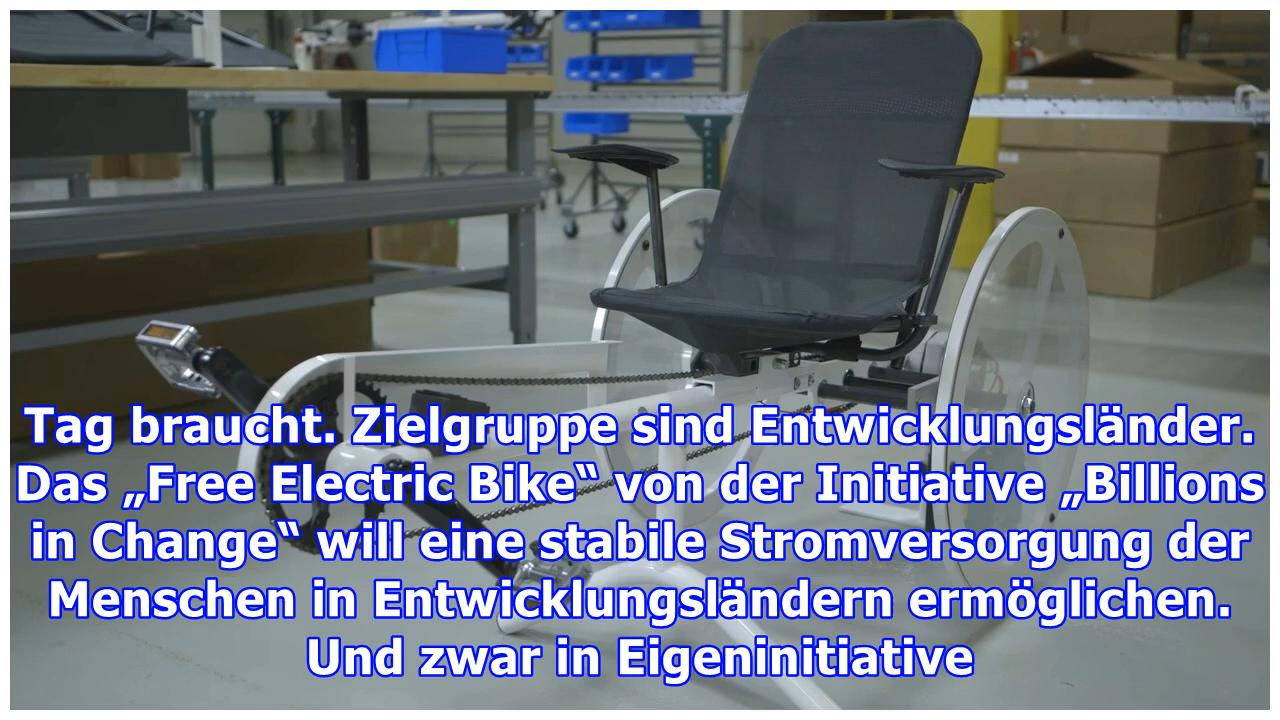 Tag braucht. Zielgruppe sind Entwicklungsländer.
Das „Free Electric Bike“ von der Initiative „Billions
in Change“ will eine stabile Stromversorgung der
Menschen in Entwicklungsländern ermöglichen.
Und zwar in Eigeninitiative